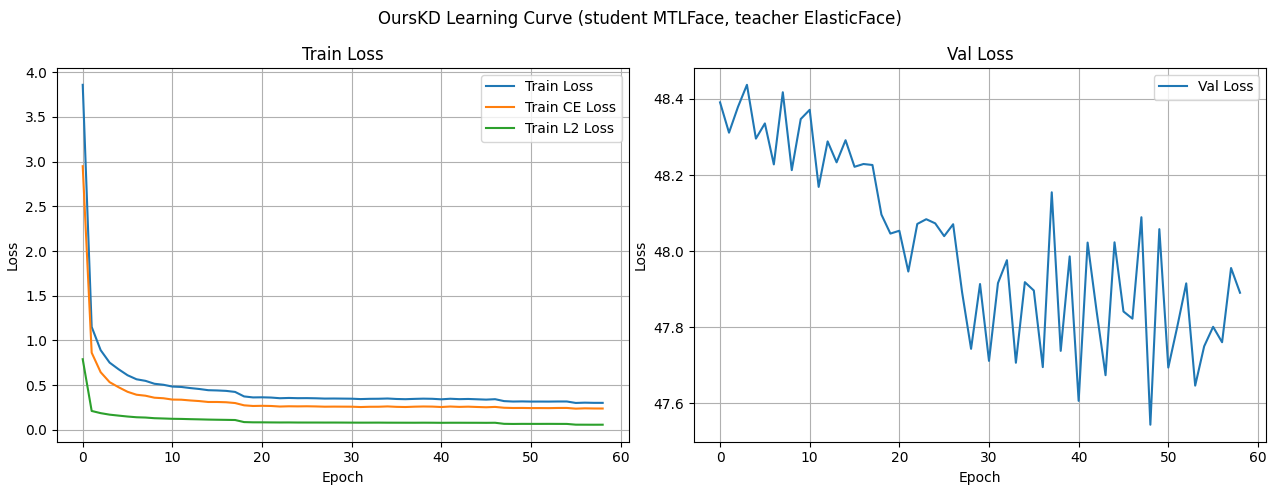 OursKD Learning Curve (student MTLFace, teacher ElasticFace)
Train Loss
4.0
3.5
3.0
2.5
2.0
1.5
1.0
0.5
0.0
Loss
0 10 20 30 40 50 60
Epoch
Train Loss
Train CE Loss
Train L2 Loss
Val Loss
48.4
48.2
48.0
47.8
47.6
Loss
0 10 20 30 40 50 60
Epoch
Val Loss